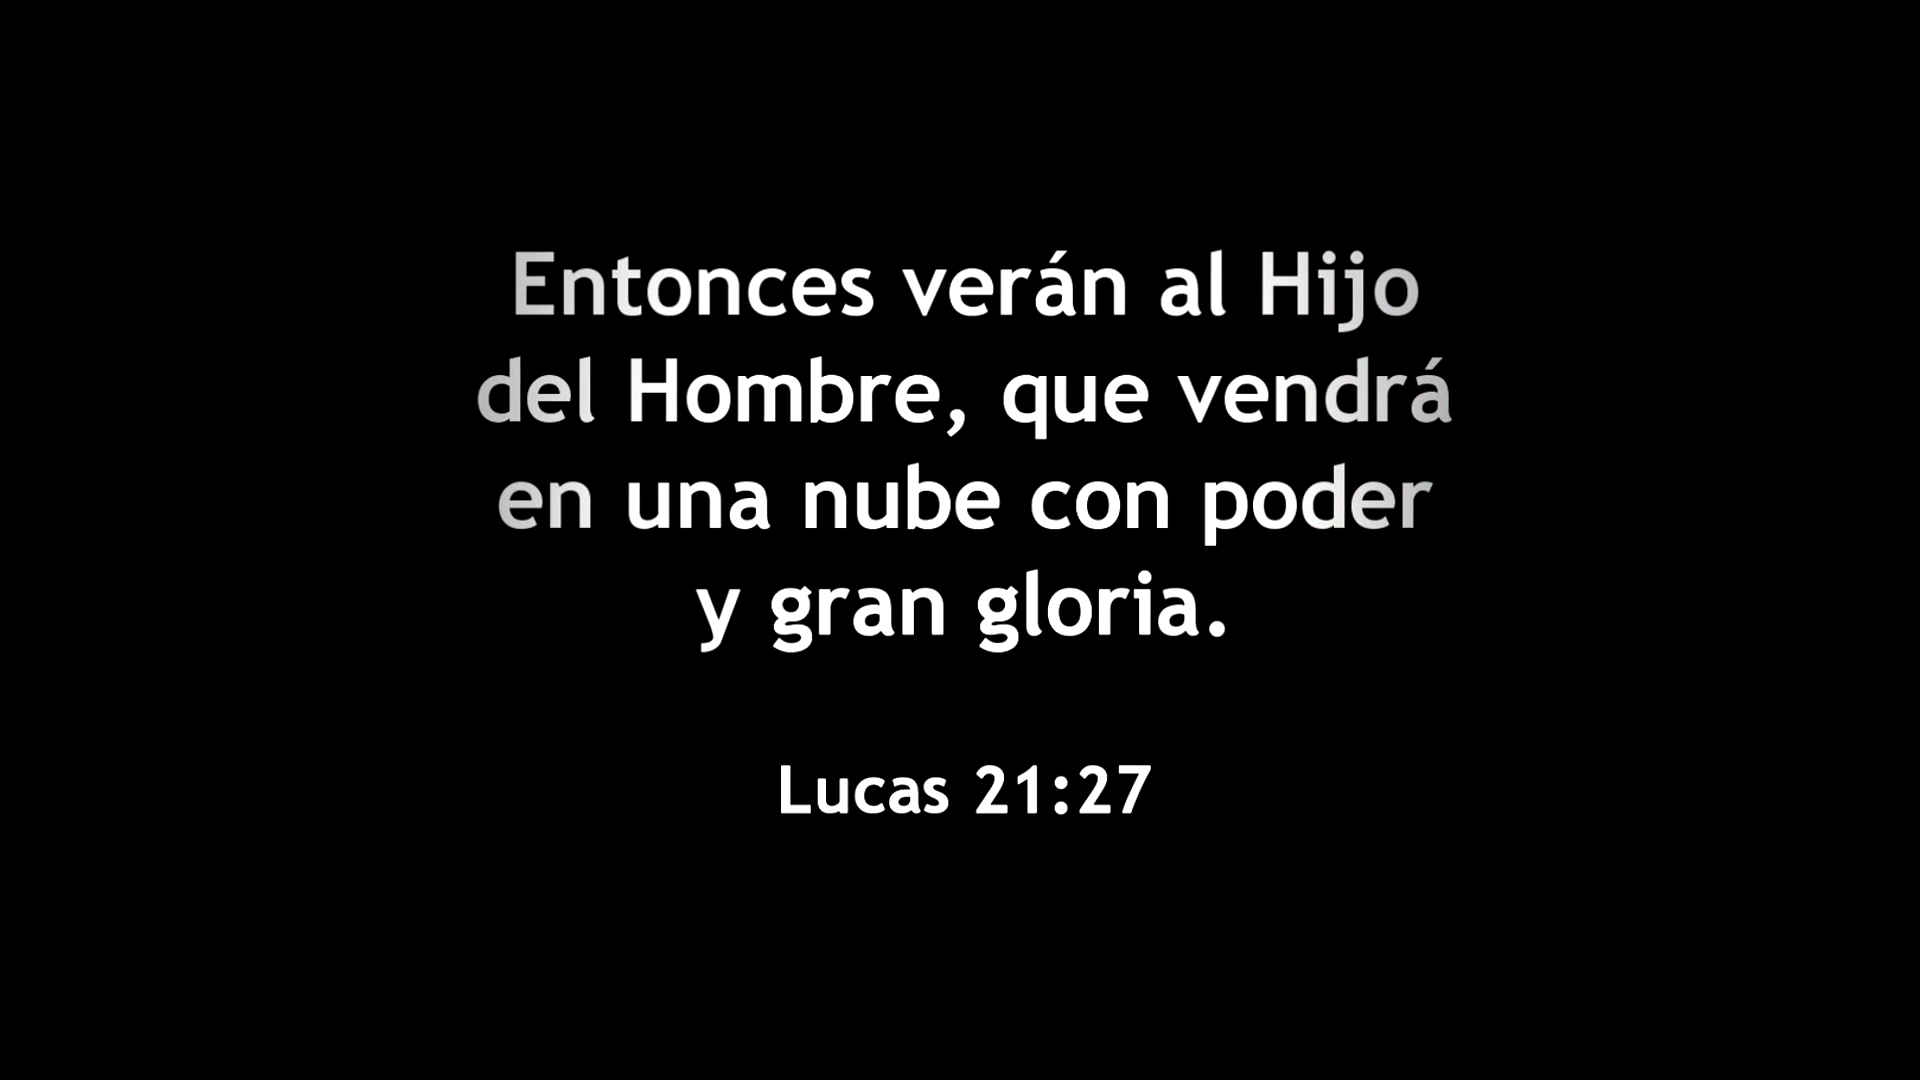 Entonces verán al Hijo
del Hombre, que vendrá
en una nube con poder
y gran gloria.
Lucas 21:27